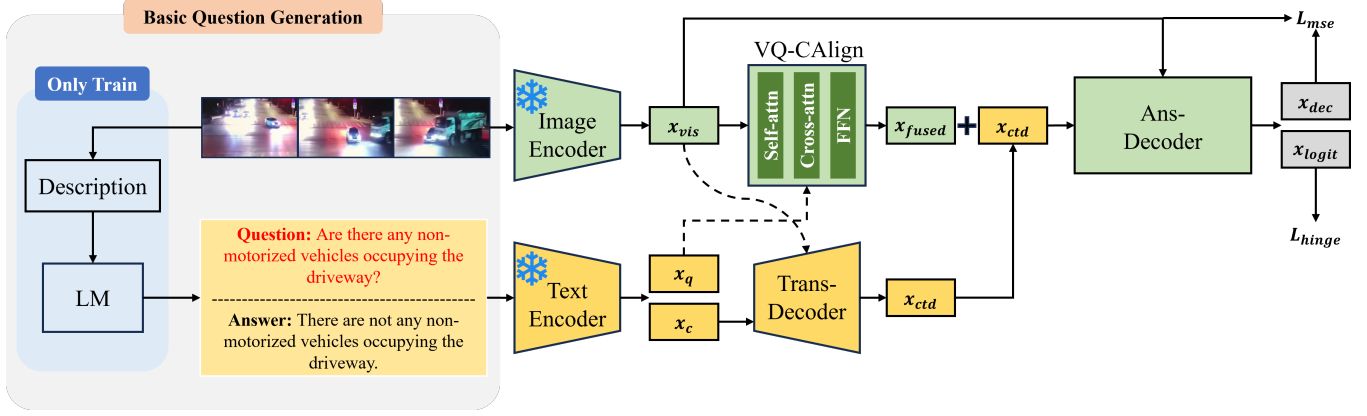 Basic Question Generation
Only Train
Description
LM
Question: Are there any non-
motorized vehicles occupying the
driveway?
Answer: There are not any non-
motorized vehicles occupying the
driveway.
Image
Encoder
Text
Encoder
x_vis
x_q
x_c
VQ-CAlign
Self-attn
Cross-attn
FFN
Trans-
Decoder
x_fused
+
x_ctd
x_ctd
Ans-
Decoder
L_mse
x_dec
x_logit
L_hinge